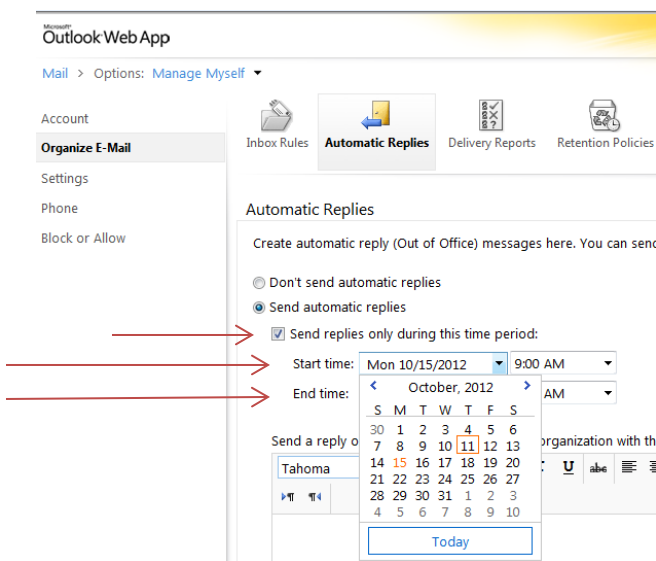 Microsoft®
Outlook Web App
Mail > Options: Manage Myself
Account
Organize E-Mail
Settings
Phone
Block or Allow
Inbox Rules
Automatic Replies
Delivery Reports
Retention Policies
Automatic Replies
Create automatic reply (Out of Office) messages here. You can send
Don't send automatic replies
Send automatic replies
Send replies only during this time period:
Start time: Mon 10/15/2012 9:00 AM
End time: AM
October, 2012
S M T W T F S
30 1 2 3 4 5 6
7 8 9 10 11 12 13
14 15 16 17 18 19 20
21 22 23 24 25 26 27
28 29 30 31 1 2 3
4 5 6 7 8 9 10
Today
Send a reply o
organization with th
Tahoma
U abc